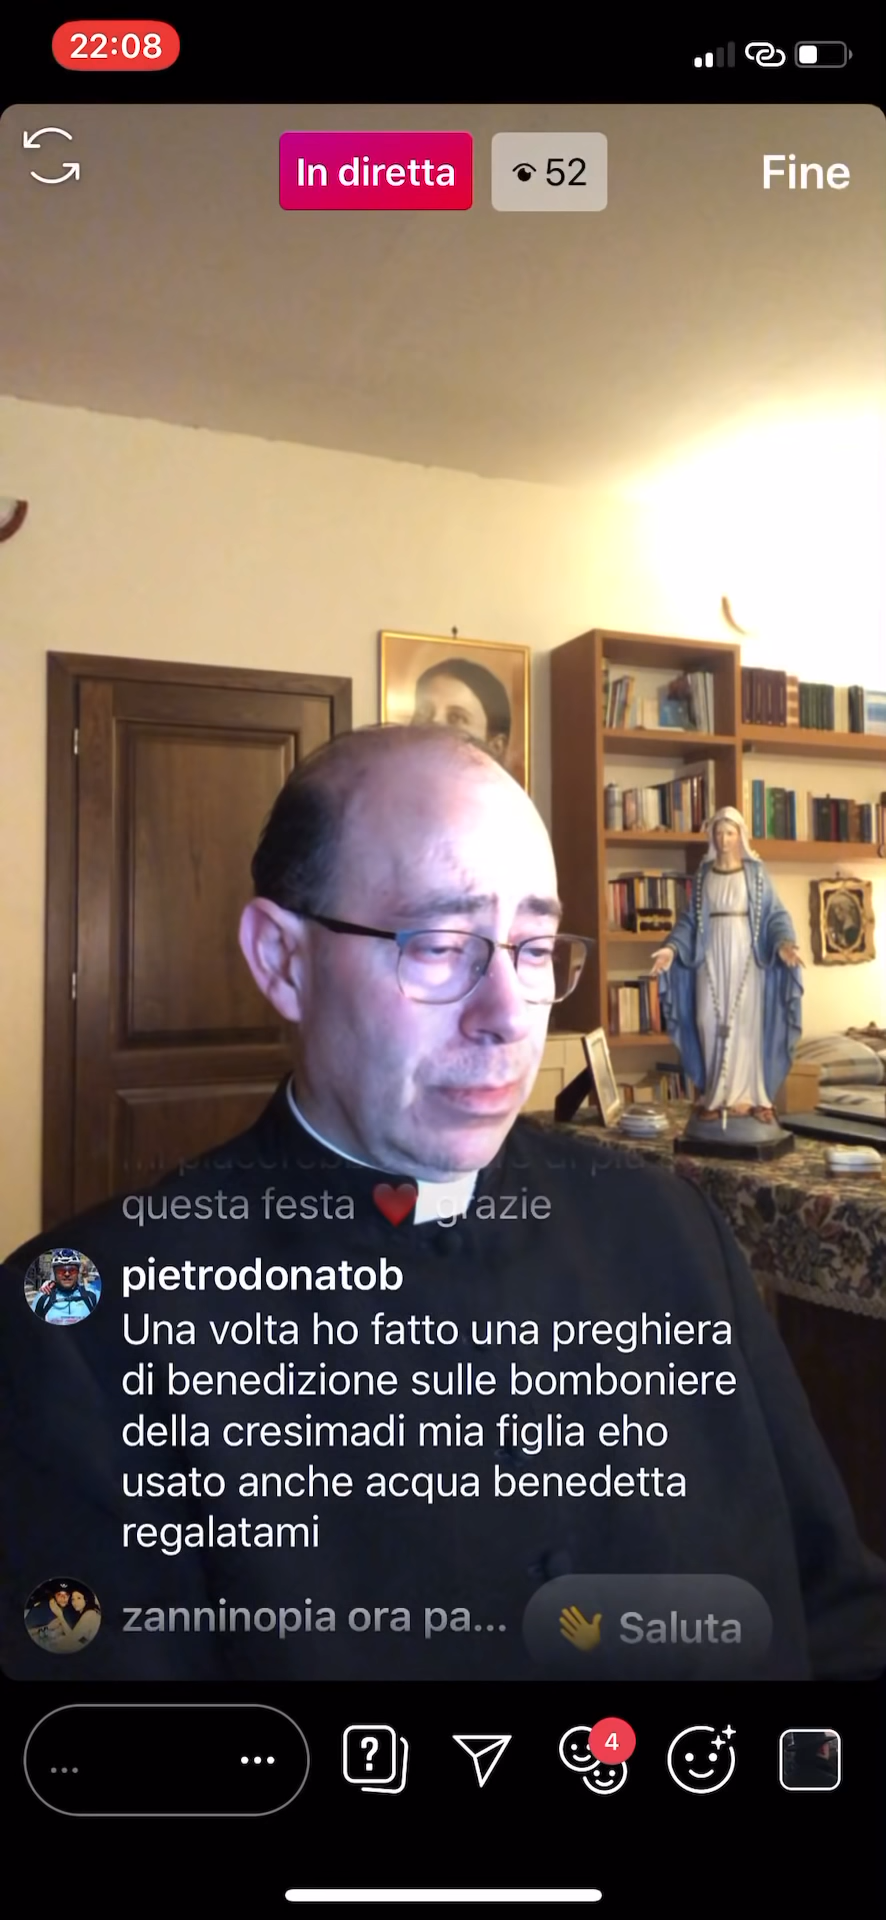 22:08
In diretta
52
Fine
questa festa ❤️ grazie
pietrodonatob
Una volta ho fatto una preghiera
di benedizione sulle bomboniere
della cresimadi mia figlia eho
usato anche acqua benedetta
regalatami
zanninopia ora pa...
👋 Saluta
...
4